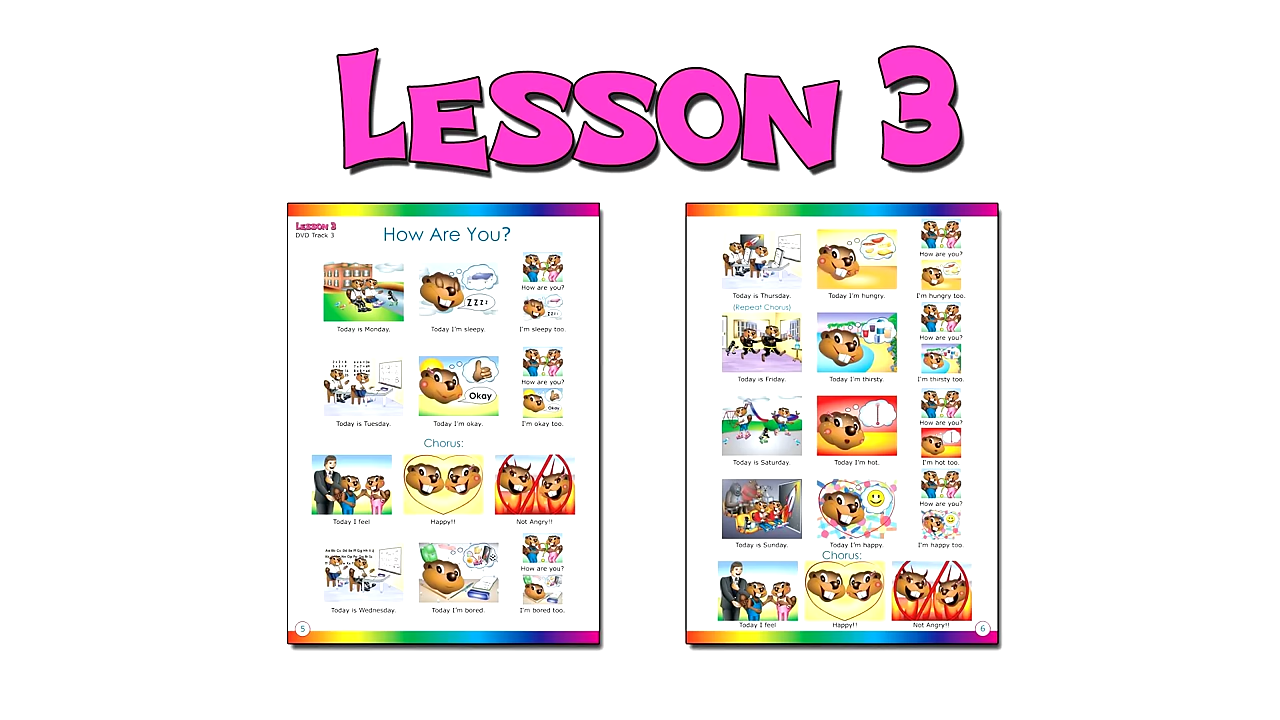 Lesson 3
Lesson 3
DVD Track 3
How Are You?
How are you?
Today is Monday.
Today I'm sleepy.
I'm sleepy too.
ZZZZ
How are you?
Okay
Okay
Today is Tuesday.
Today I'm okay.
I'm okay too.
Chorus:
Today I feel
Happy!!
Not Angry!!
How are you?
Today is Wednesday.
Today I'm bored.
I'm bored too.
5
How are you?
Today is Thursday.
Today I'm hungry.
I'm hungry too.
(Repeat Chorus)
How are you?
Today is Friday.
Today I'm thirsty.
I'm thirsty too.
How are you?
Today is Saturday.
Today I'm hot.
I'm hot too.
How are you?
Today is Sunday.
Today I'm happy.
I'm happy too.
Chorus:
Today I feel
Happy!!
Not Angry!!
6